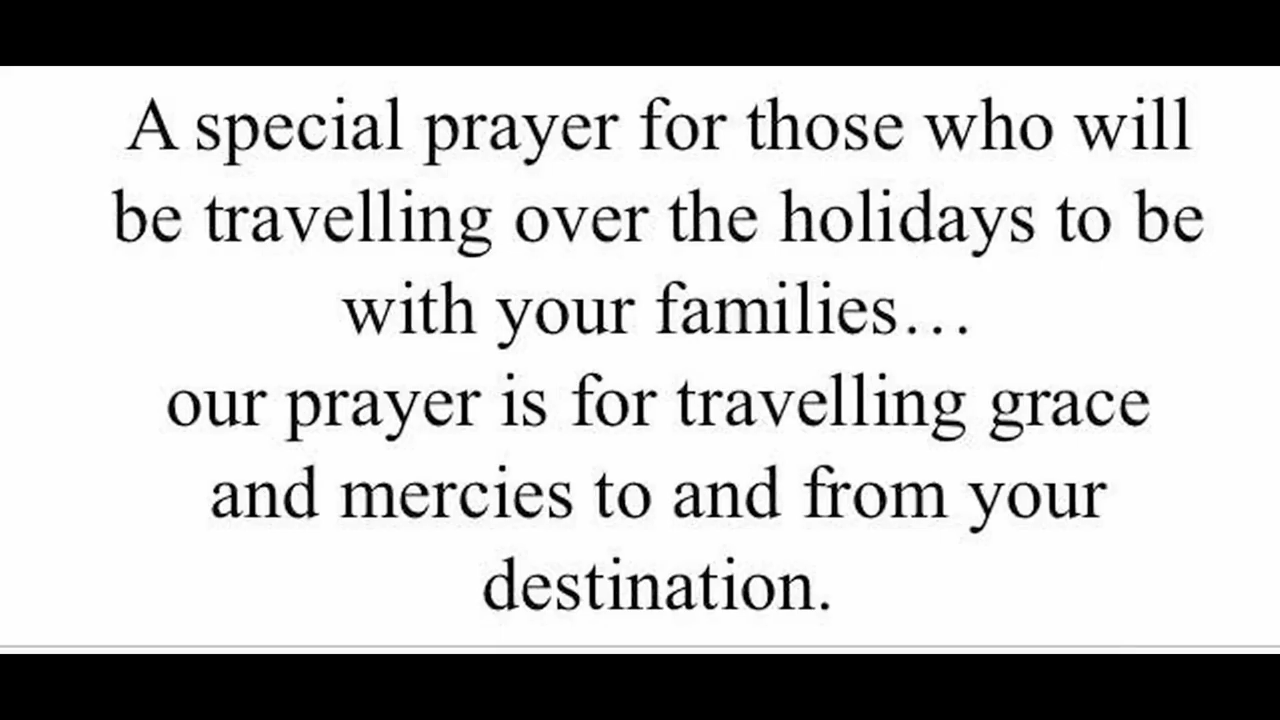 A special prayer for those who will
be travelling over the holidays to be
with your families…
our prayer is for travelling grace
and mercies to and from your
destination.